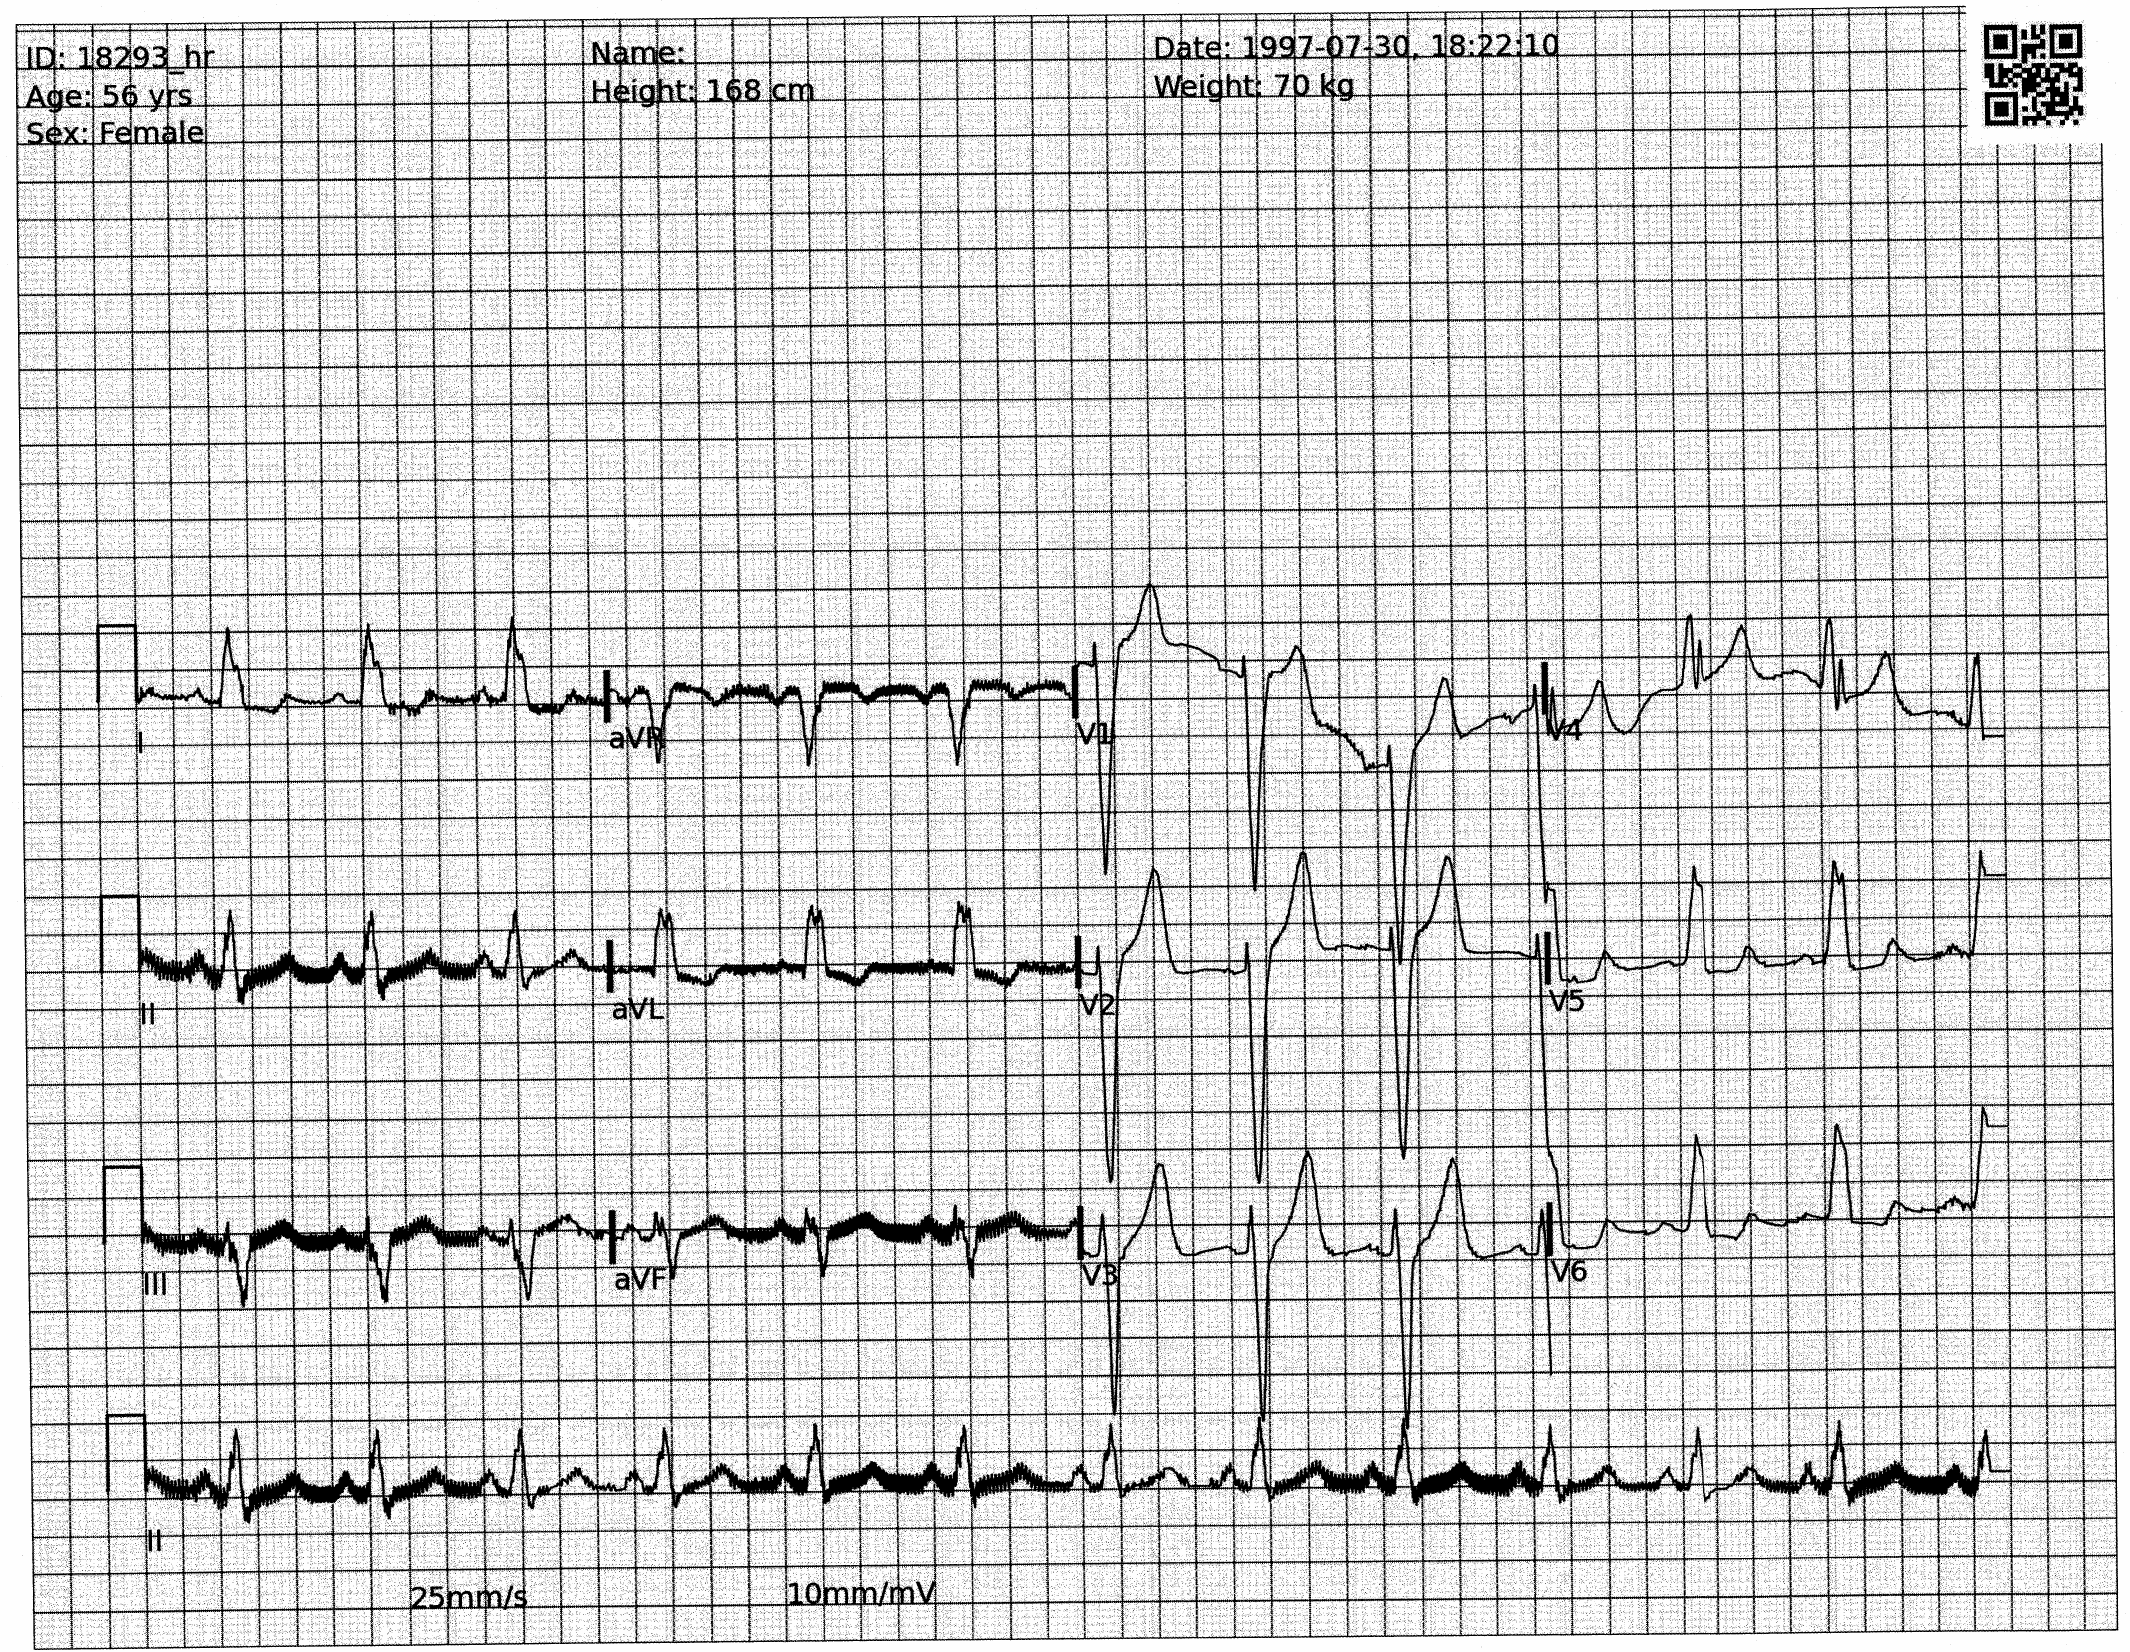 ID: 18293_hr
Age: 56 yrs
Sex: Female
Name:
Height: 168 cm
Date: 1997-07-30, 18:22:10
Weight: 70 kg
I
aVR
V1
V4
II
aVL
V2
V5
III
aVF
V3
V6
II
25mm/s
10mm/mV